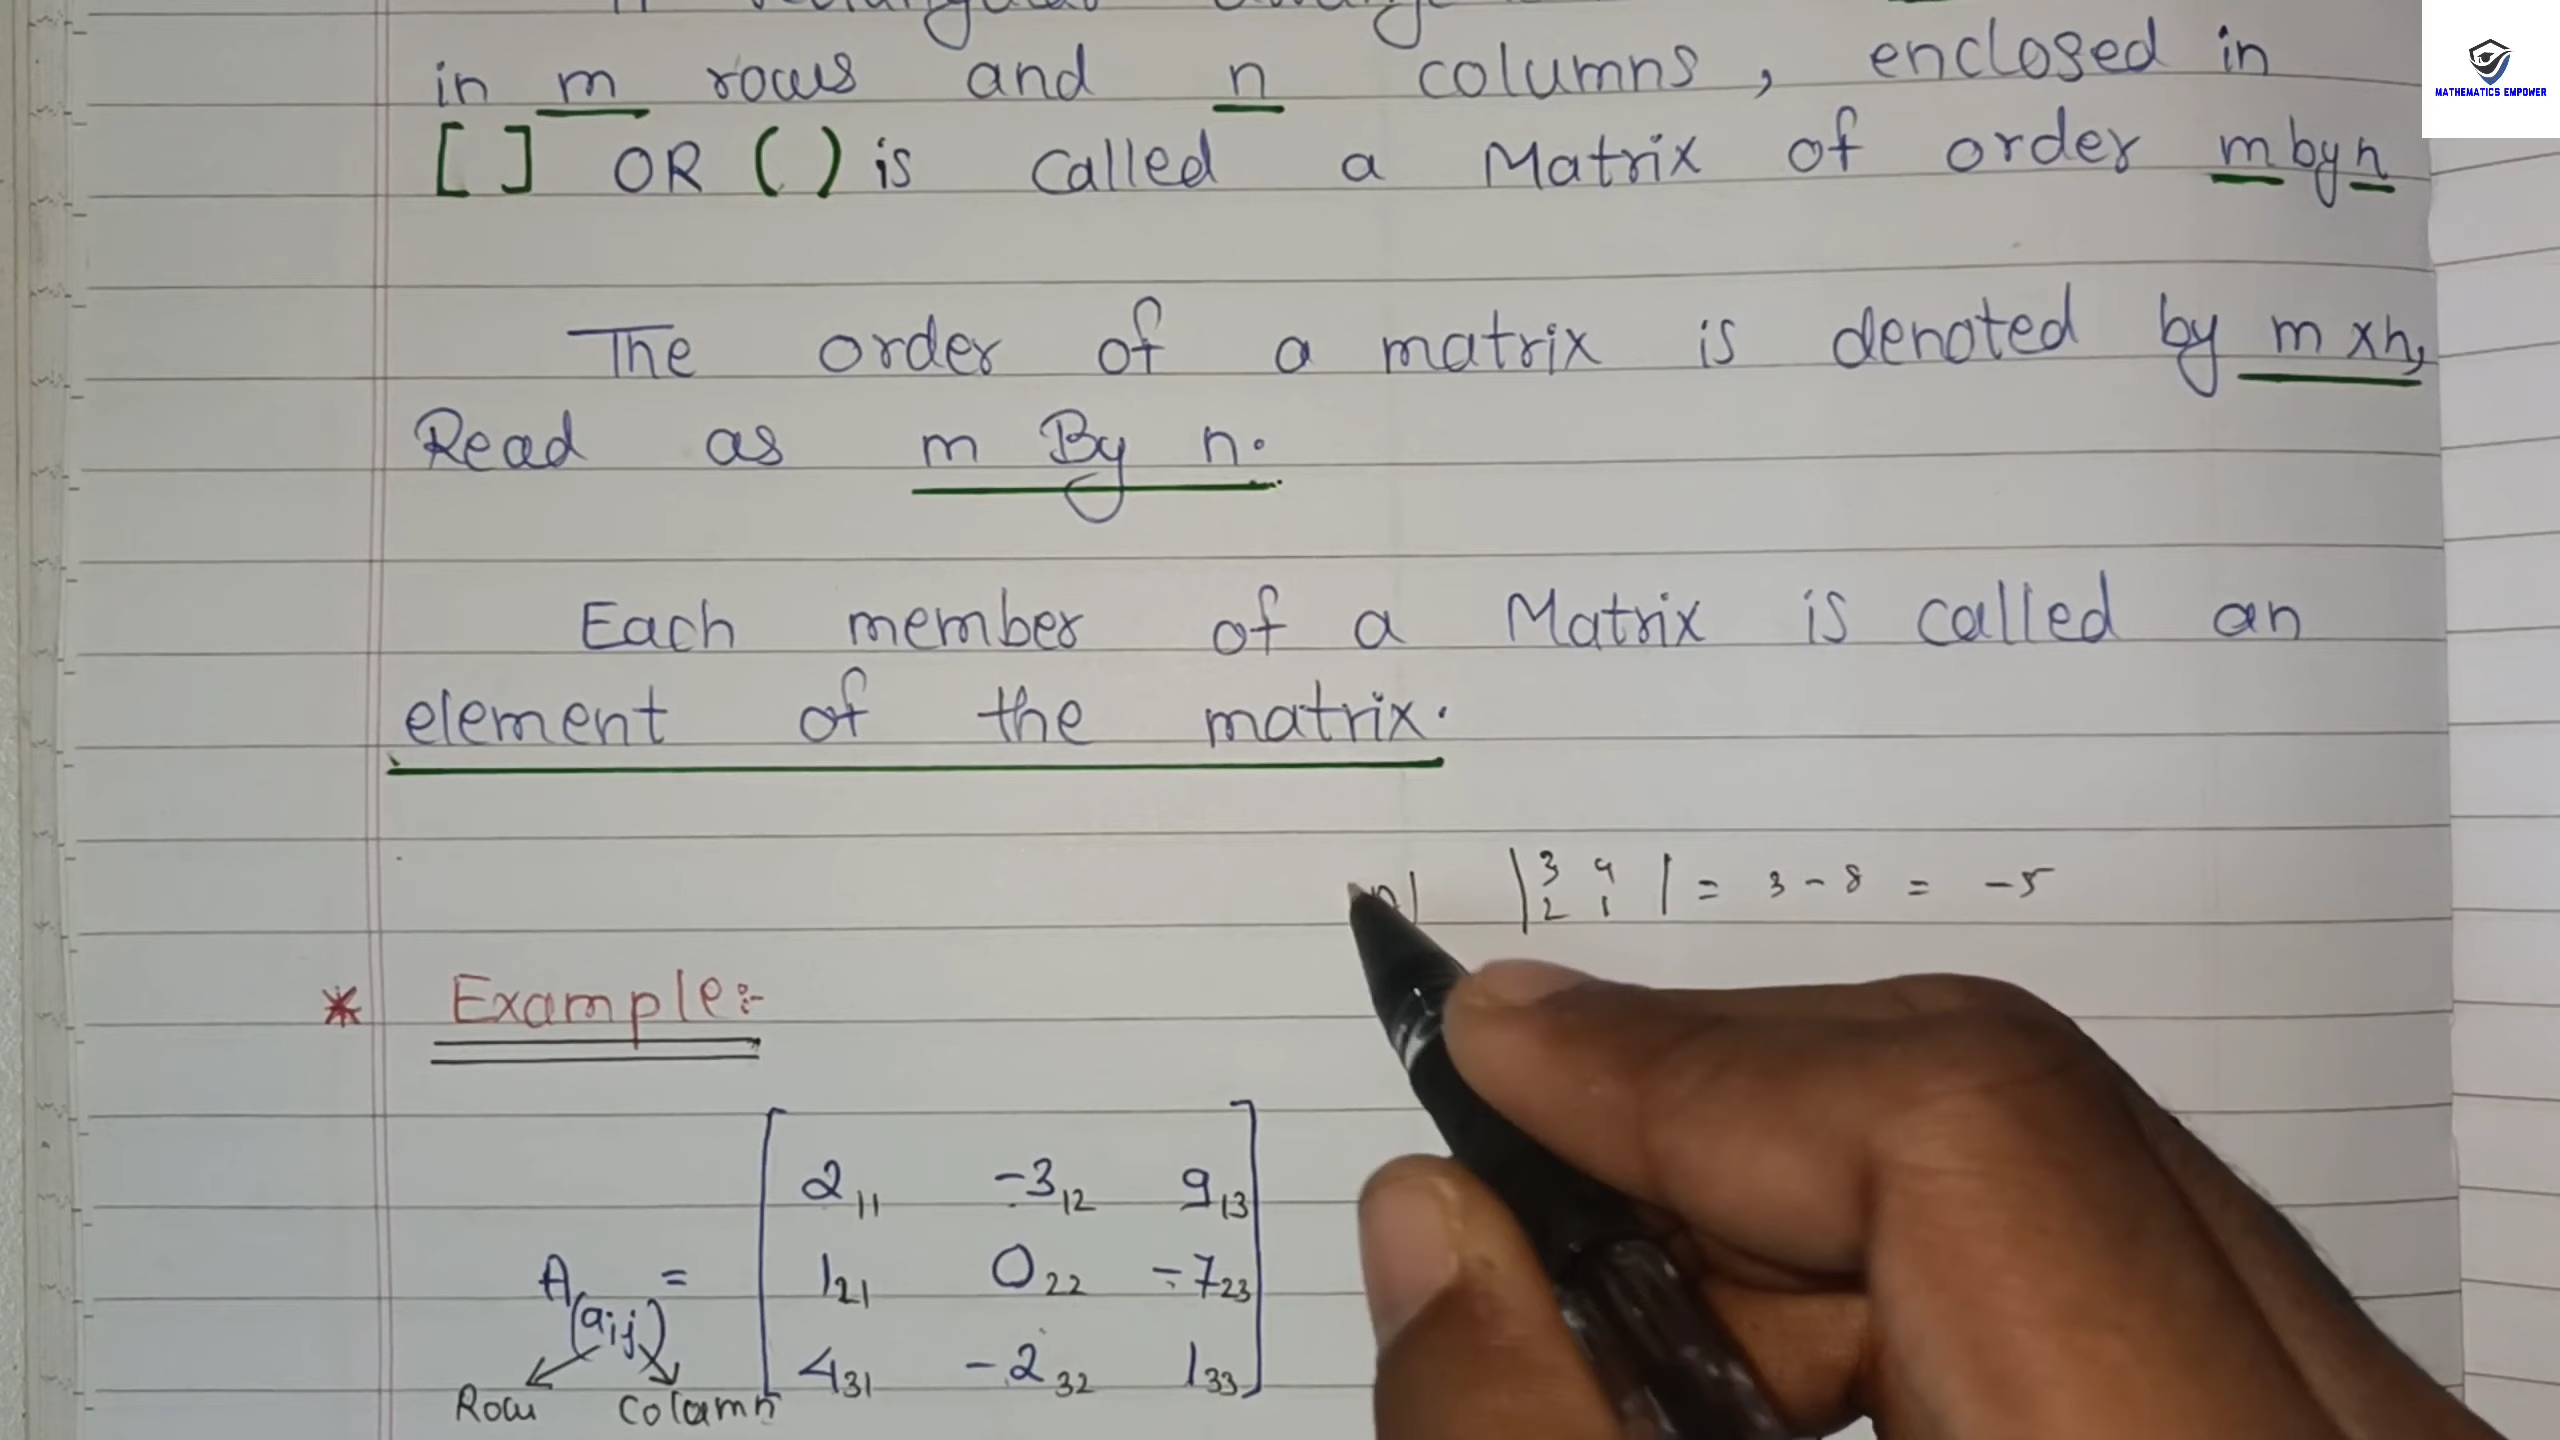 in m rows and n columns, enclosed in
[ ] OR ( ) is called a Matrix of order m by n
The order of a matrix is denoted by m x n,
Read as m By n.
Each member of a Matrix is called an
element of the matrix.
| 3 4 | = 3 - 8 = -5
| 2 1 |
* Example:-
2₁₁ -3₁₂ 9₁₃
A(aij) = 1₂₁ 0₂₂ -7₂₃
4₃₁ -2₃₂ 1₃₃
Row Column
MATHEMATICS EMPOWER